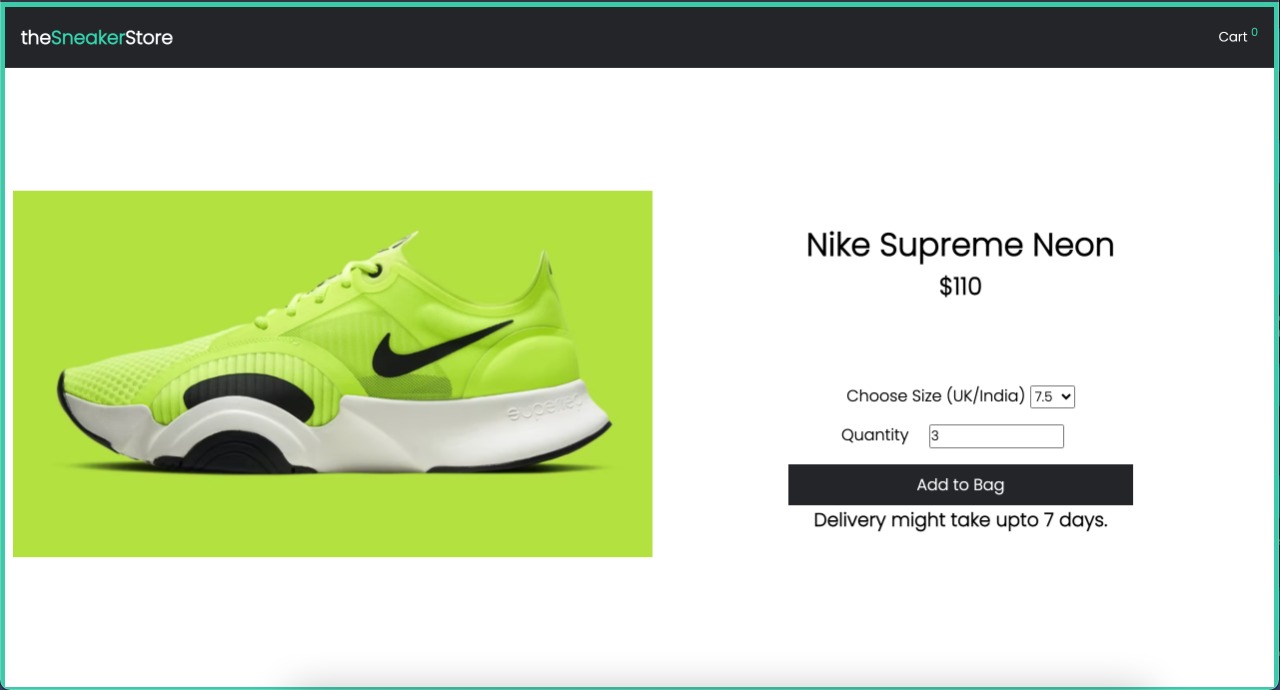 theSneakerStore
Cart 0
Nike Supreme Neon
$110
Choose Size (UK/India) 7.5
Quantity 3
Add to Bag
Delivery might take upto 7 days.